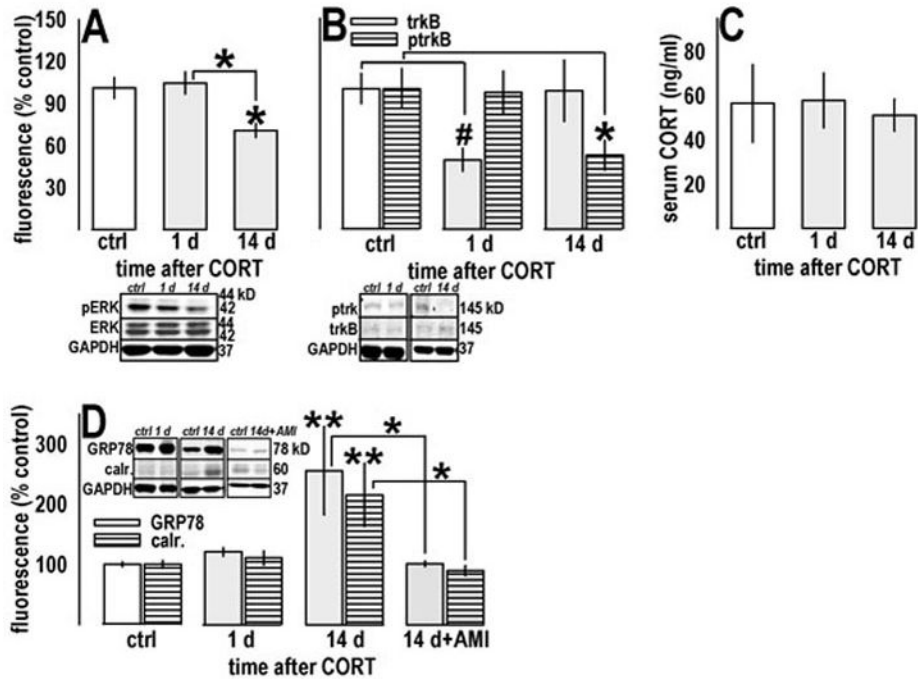 A
fluorescence (% control)
150
120
90
60
30
*
*
ctrl 1 d 14 d
time after CORT
ctrl 1 d 14 d
pERK 44 kD
42
ERK 44
42
GAPDH 37
B
trkB
ptrkB
#
*
ctrl 1 d 14 d
time after CORT
ctrl 1 d ctrl 14 d
ptrk 145 kD
trkB 145
GAPDH 37
C
serum CORT (ng/ml)
80
60
40
20
ctrl 1 d 14 d
time after CORT
D
fluorescence (% control)
300
200
100
ctrl 1 d ctrl 14 d ctrl 14d+AMI
GRP78 78 kD
calr. 60
GAPDH 37
GRP78
calr.
** *
** *
ctrl 1 d 14 d 14 d+AMI
time after CORT